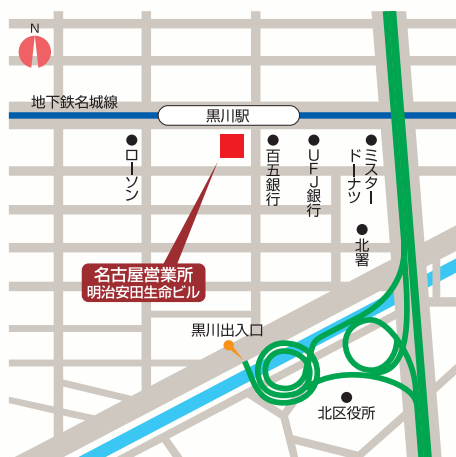 N
地下鉄名城線
黒川駅
ローソン
百五銀行
UFJ銀行
ミスター
ドーナツ
北署
名古屋営業所
明治安田生命ビル
黒川出入口
北区役所